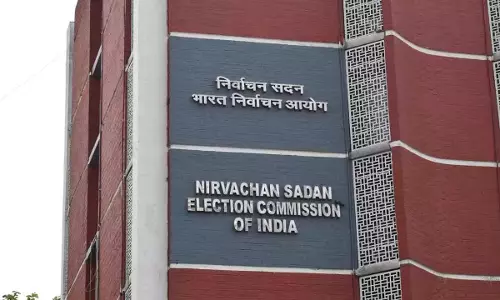 निर्वाचन सदन
भारत निर्वाचन आयोग
NIRVACHAN SADAN
ELECTION COMMISSION
OF INDIA